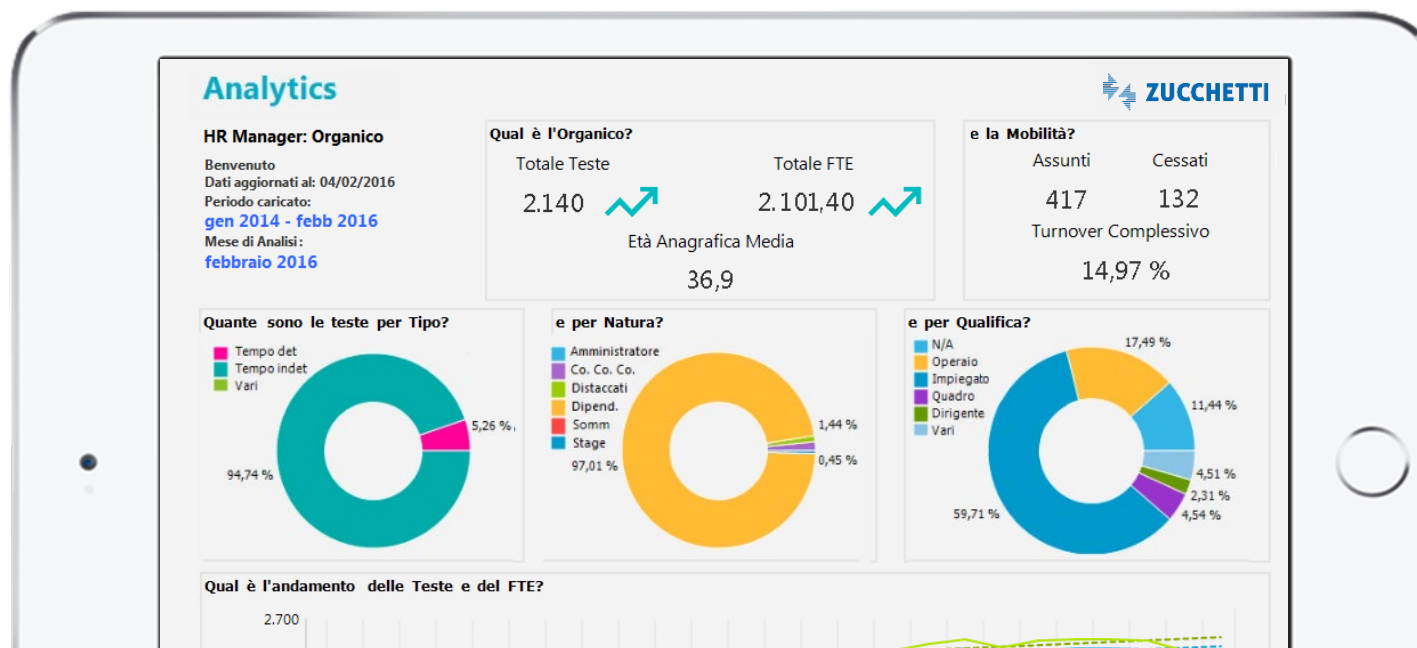 Analytics
ZUCCHETTI
HR Manager: Organico
Benvenuto
Dati aggiornati al: 04/02/2016
Periodo caricato:
gen 2014 - febb 2016
Mese di Analisi:
febbraio 2016
Qual è l'Organico?
Totale Teste
Totale FTE
2.140
2.101,40
Età Anagrafica Media
36,9
e la Mobilità?
Assunti
Cessati
417
132
Turnover Complessivo
14,97 %
Quante sono le teste per Tipo?
Tempo det
Tempo indet
Vari
5,26 %
94,74 %
e per Natura?
Amministratore
Co. Co. Co.
Distaccati
Dipend.
Somm
Stage
1,44 %
97,01 %
0,45 %
e per Qualifica?
N/A
Operaio
Impiegato
Quadro
Dirigente
Vari
17,49 %
11,44 %
4,51 %
2,31 %
4,54 %
59,71 %
Qual è l'andamento delle Teste e del FTE?
2.700